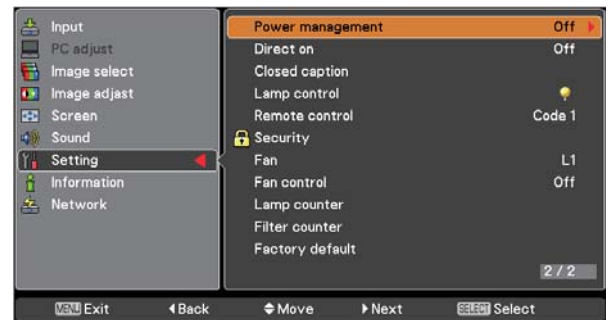 Input
PC adjust
Image select
Image adjast
Screen
Sound
Setting
Information
Network
Power management Off
Direct on Off
Closed caption
Lamp control
Remote control Code 1
Security
Fan L1
Fan control Off
Lamp counter
Filter counter
Factory default
2 / 2
MENU Exit Back Move Next SELECT Select